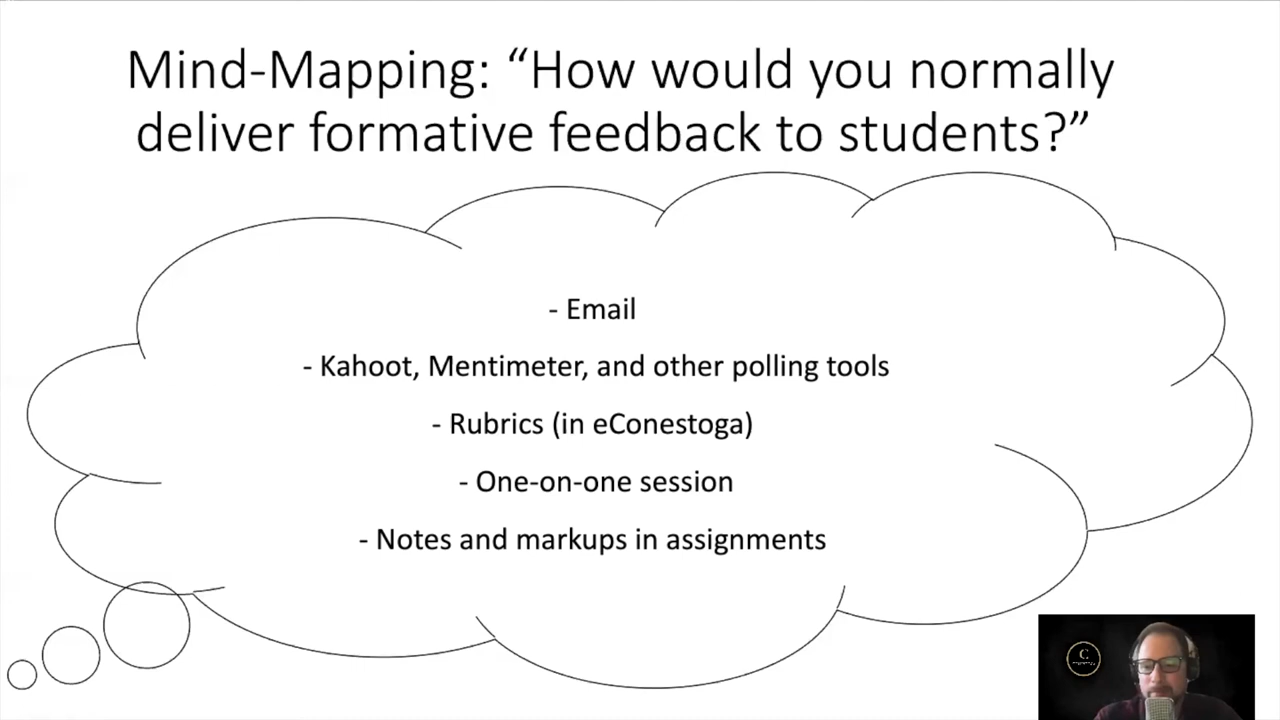 Mind-Mapping: “How would you normally
deliver formative feedback to students?”
- Email
- Kahoot, Mentimeter, and other polling tools
- Rubrics (in eConestoga)
- One-on-one session
- Notes and markups in assignments
C